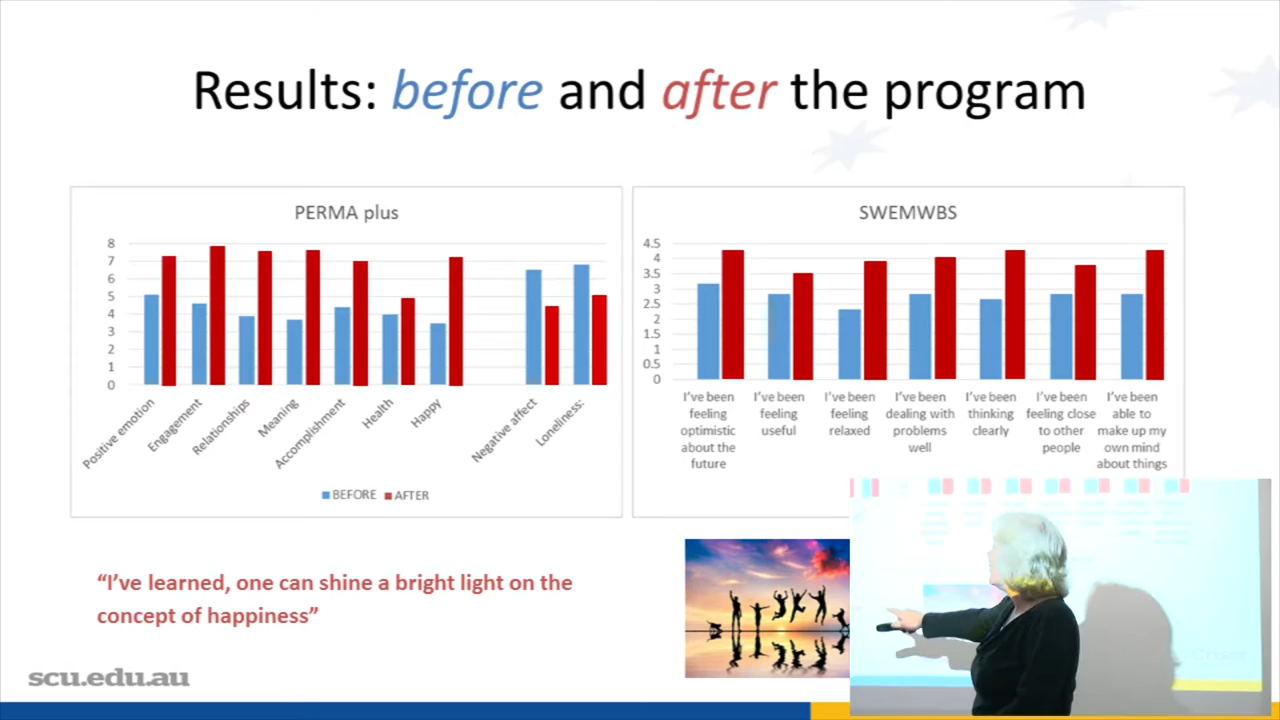 Results: before and after the program
PERMA plus
8
7
6
5
4
3
2
1
0
Positive emotion
Engagement
Relationships
Meaning
Accomplishment
Health
Happy
Negative affect
Loneliness:
BEFORE AFTER
SWEMWBS
4.5
4
3.5
3
2.5
2
1.5
1
0.5
0
I've been
feeling
optimistic
about the
future
I've been
feeling
useful
I've been
feeling
relaxed
I've been
dealing with
problems
well
I've been
thinking
clearly
I've been
feeling close
to other
people
I've been
able to
make up my
own mind
about things
“I've learned, one can shine a bright light on the
concept of happiness”
scu.edu.au